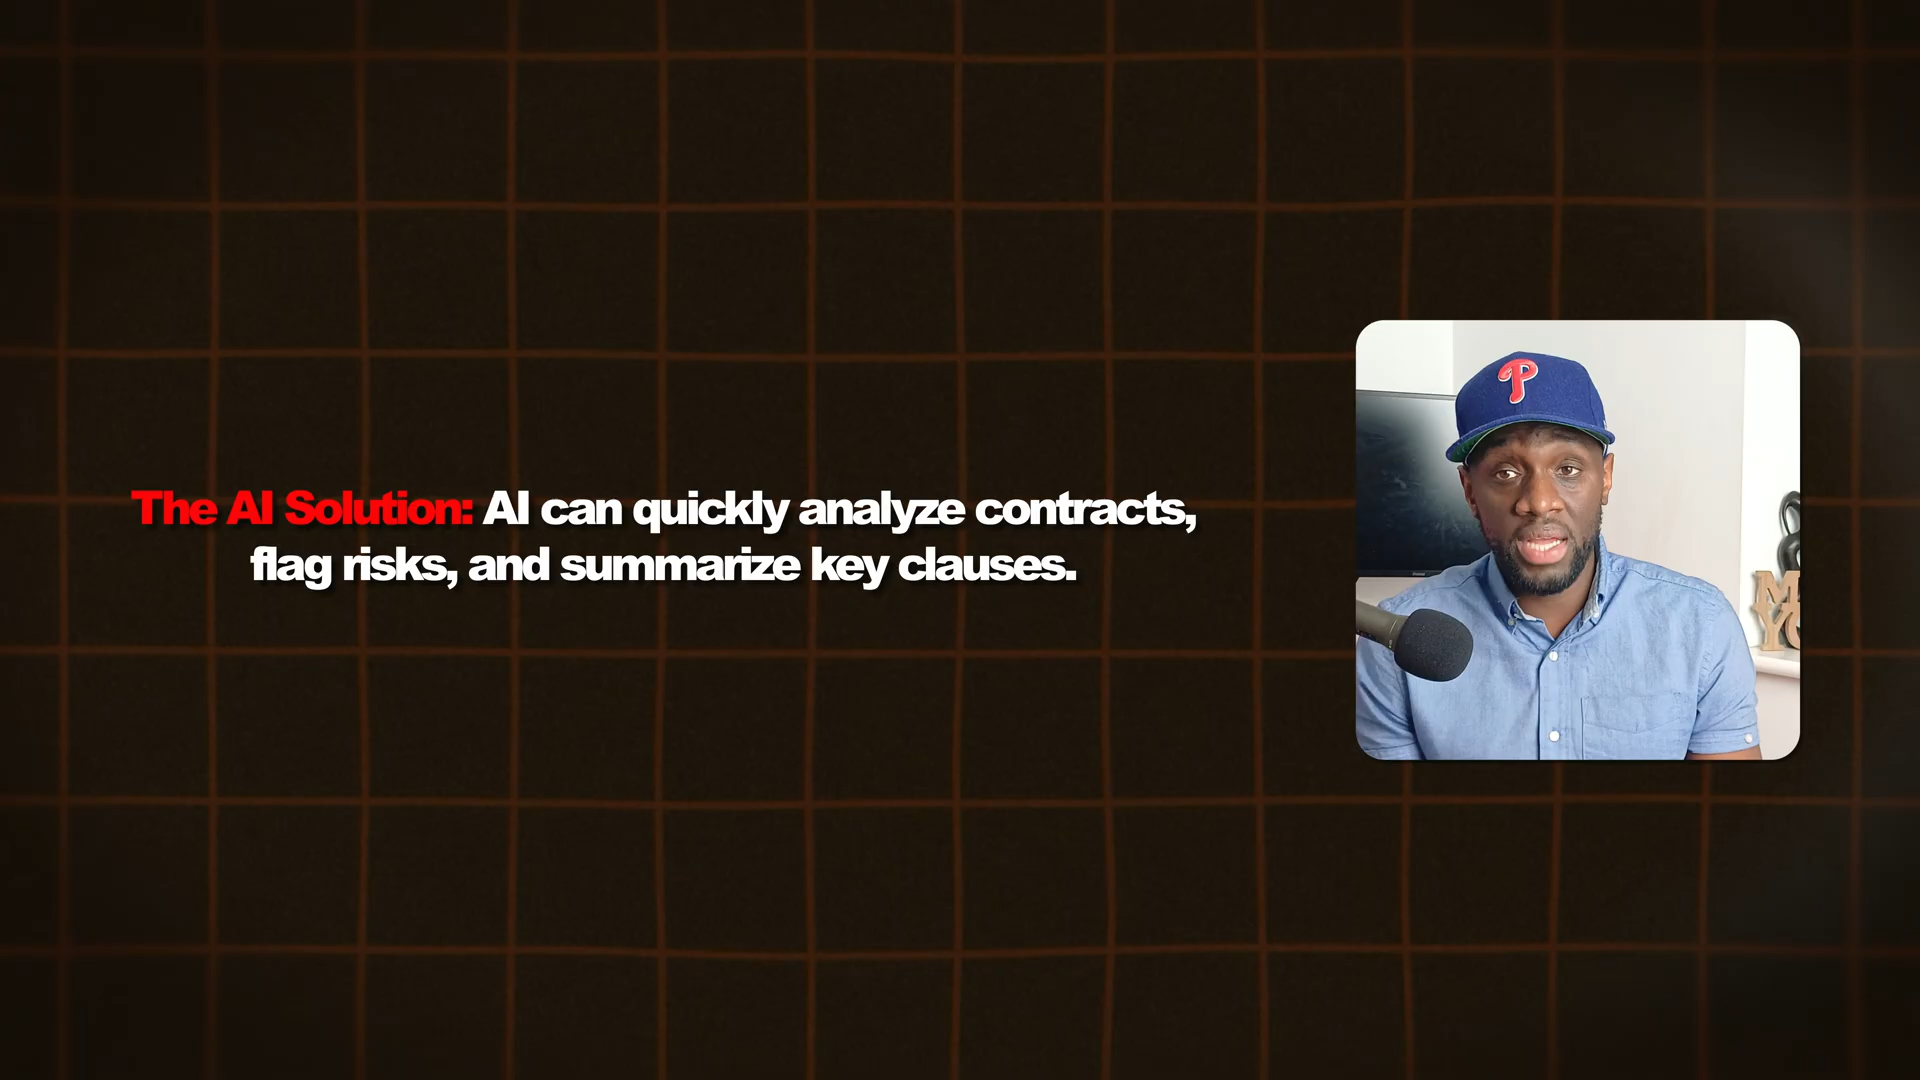 The AI Solution: AI can quickly analyze contracts,
flag risks, and summarize key clauses.
P